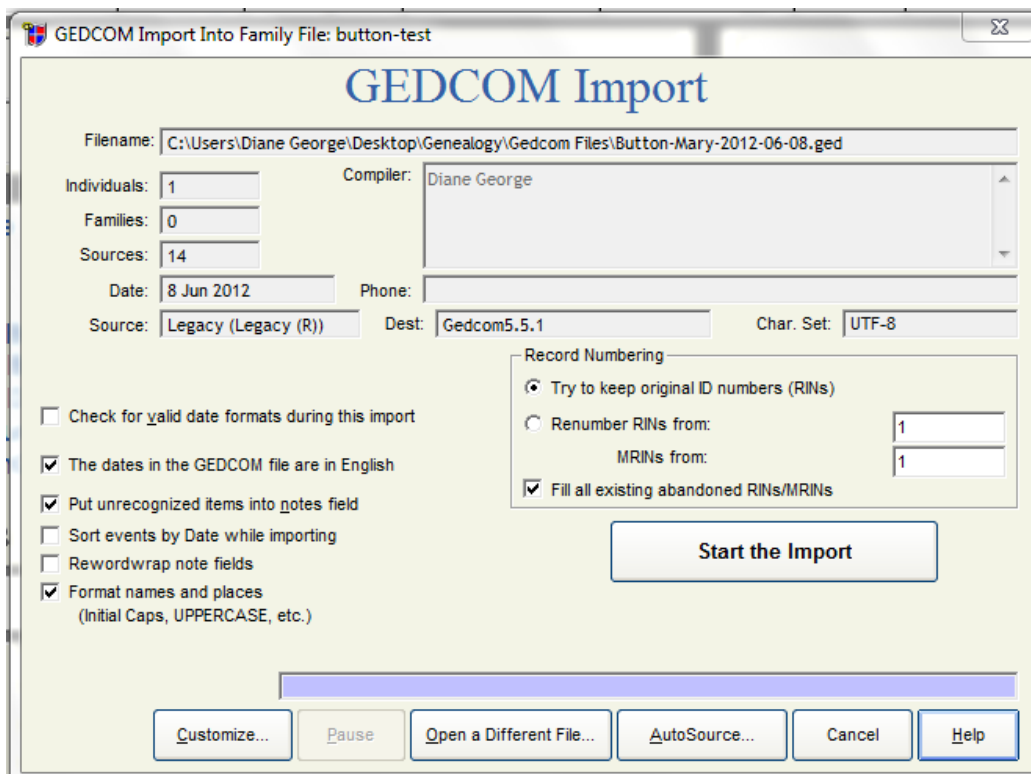 GEDCOM Import Into Family File: button-test
GEDCOM Import
Filename: C:\Users\Diane George\Desktop\Genealogy\Gedcom Files\Button-Mary-2012-06-08.ged
Individuals: 1 Compiler: Diane George
Families: 0
Sources: 14
Date: 8 Jun 2012 Phone:
Source: Legacy (Legacy (R)) Dest: Gedcom5.5.1 Char. Set: UTF-8
Record Numbering
Try to keep original ID numbers (RINs)
Check for valid date formats during this import
Renumber RINs from: 1
MRINs from: 1
The dates in the GEDCOM file are in English
Fill all existing abandoned RINs/MRINs
Put unrecognized items into notes field
Sort events by Date while importing
Start the Import
Rewordwrap note fields
Format names and places
(Initial Caps, UPPERCASE, etc.)
Customize... Pause Open a Different File... AutoSource... Cancel Help